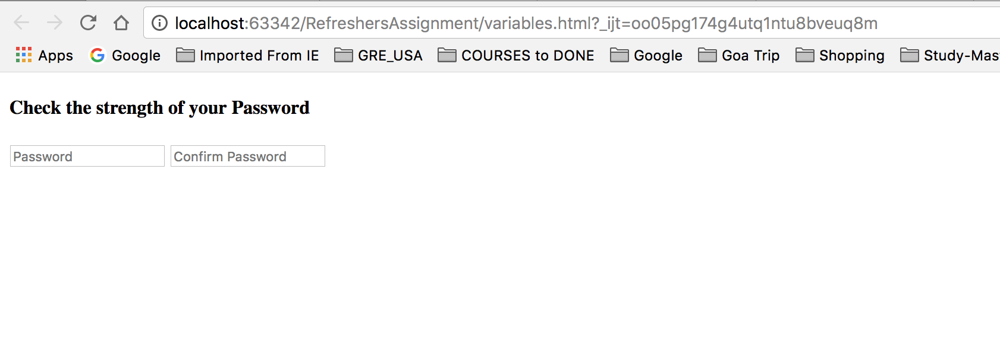 localhost:63342/RefreshersAssignment/variables.html?_ijt=oo05pg174g4utq1ntu8bveuq8m
Apps Google Imported From IE GRE_USA COURSES to DONE Google Goa Trip Shopping Study-Mas
Check the strength of your Password
Password Confirm Password